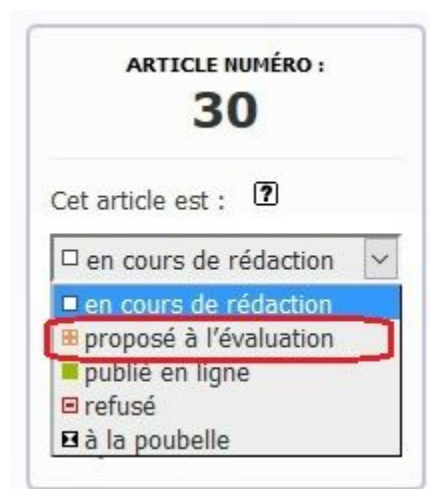 ARTICLE NUMÉRO :
30
Cet article est : ?
en cours de rédaction
en cours de rédaction
proposé à l'évaluation
publié en ligne
refusé
à la poubelle